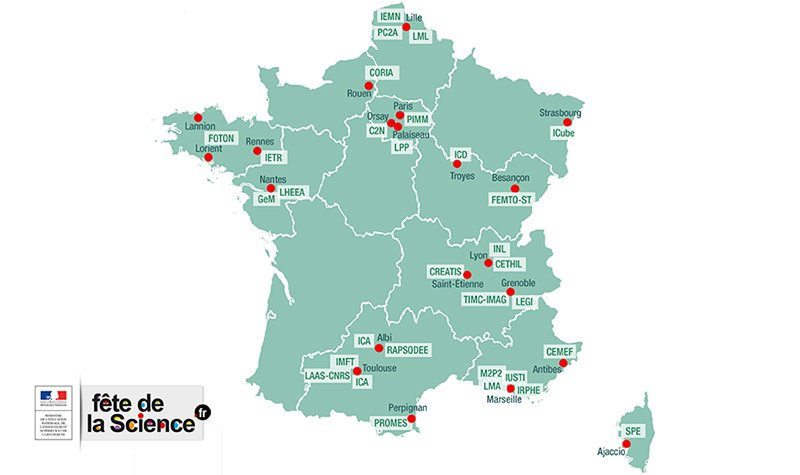 IEMN Lille
PC2A LML
CORIA
Rouen
Paris
Orsay PIMM
C2N Palaiseau
LPP
Strasbourg
ICube
Lannion
FOTON
Rennes
Lorient IETR
Nantes
LHEEA
GeM
ICD
Troyes
Besançon
FEMTO-ST
INL
Lyon
CETHIL
CREATIS
Saint-Étienne
Grenoble
TIMC-IMAG LEGI
ICA Albi
RAPSODEE
IMFT
Toulouse
LAAS-CNRS
ICA
CEMEF
Antibes
M2P2 IUSTI
LMA IRPHE
Marseille
Perpignan
PROMES
SPE
Ajaccio
fête de
la Science.fr